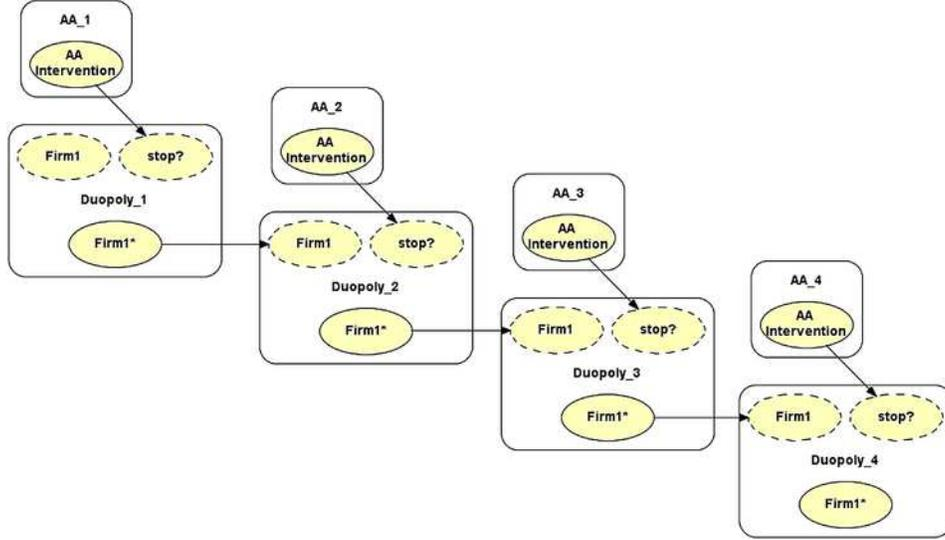 AA_1
AA
Intervention
Firm1
stop?
Duopoly_1
Firm1*
AA_2
AA
Intervention
Firm1
stop?
Duopoly_2
Firm1*
AA_3
AA
Intervention
Firm1
stop?
Duopoly_3
Firm1*
AA_4
AA
Intervention
Firm1
stop?
Duopoly_4
Firm1*